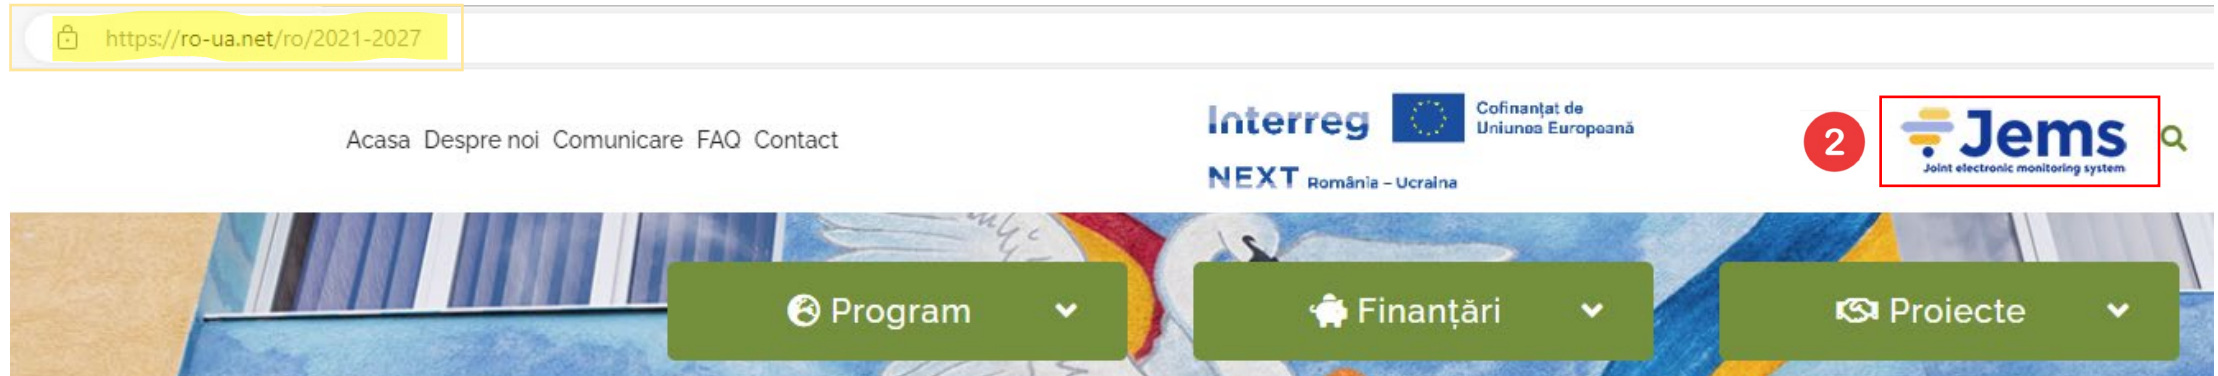 https://ro-ua.net/ro/2021-2027
Acasa Despre noi Comunicare FAQ Contact
Interreg
Cofinanțat de
Uniunea Europeană
NEXT România – Ucraina
2
Jems
Joint electronic monitoring system
Program
Finanțări
Proiecte